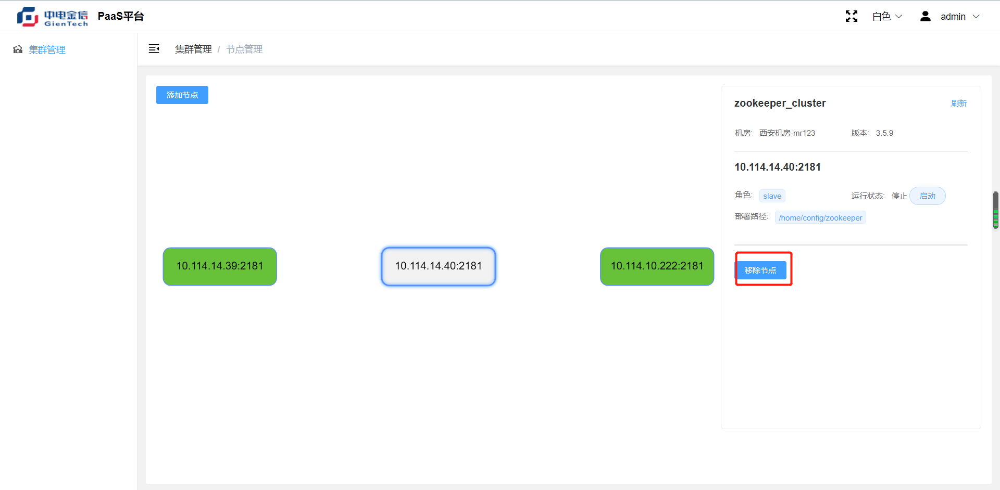 中电金信
GienTech
PaaS平台
白色
admin
集群管理
集群管理 / 节点管理
添加节点
zookeeper_cluster
刷新
机房: 西安机房-mr123
版本: 3.5.9
10.114.14.40:2181
角色: slave
运行状态: 停止 启动
部署路径: /home/config/zookeeper
10.114.14.39:2181
10.114.14.40:2181
10.114.10.222:2181
移除节点